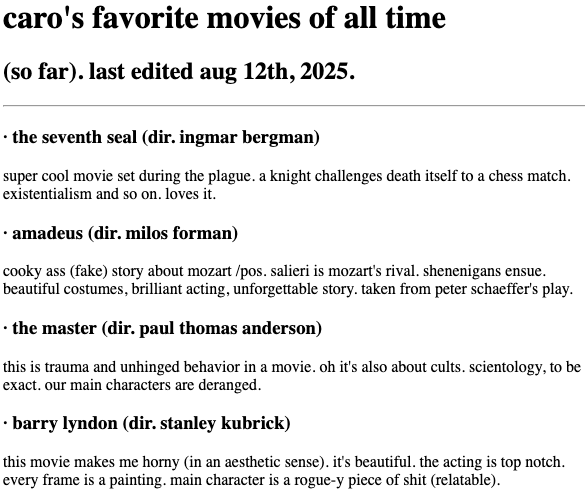 caro's favorite movies of all time
(so far). last edited aug 12th, 2025.
· the seventh seal (dir. ingmar bergman)
super cool movie set during the plague. a knight challenges death itself to a chess match.
existentialism and so on. loves it.
· amadeus (dir. milos forman)
cooky ass (fake) story about mozart /pos. salieri is mozart's rival. shenenigans ensue.
beautiful costumes, brilliant acting, unforgettable story. taken from peter schaeffer's play.
· the master (dir. paul thomas anderson)
this is trauma and unhinged behavior in a movie. oh it's also about cults. scientology, to be
exact. our main characters are deranged.
· barry lyndon (dir. stanley kubrick)
this movie makes me horny (in an aesthetic sense). it's beautiful. the acting is top notch.
every frame is a painting. main character is a rogue-y piece of shit (relatable).